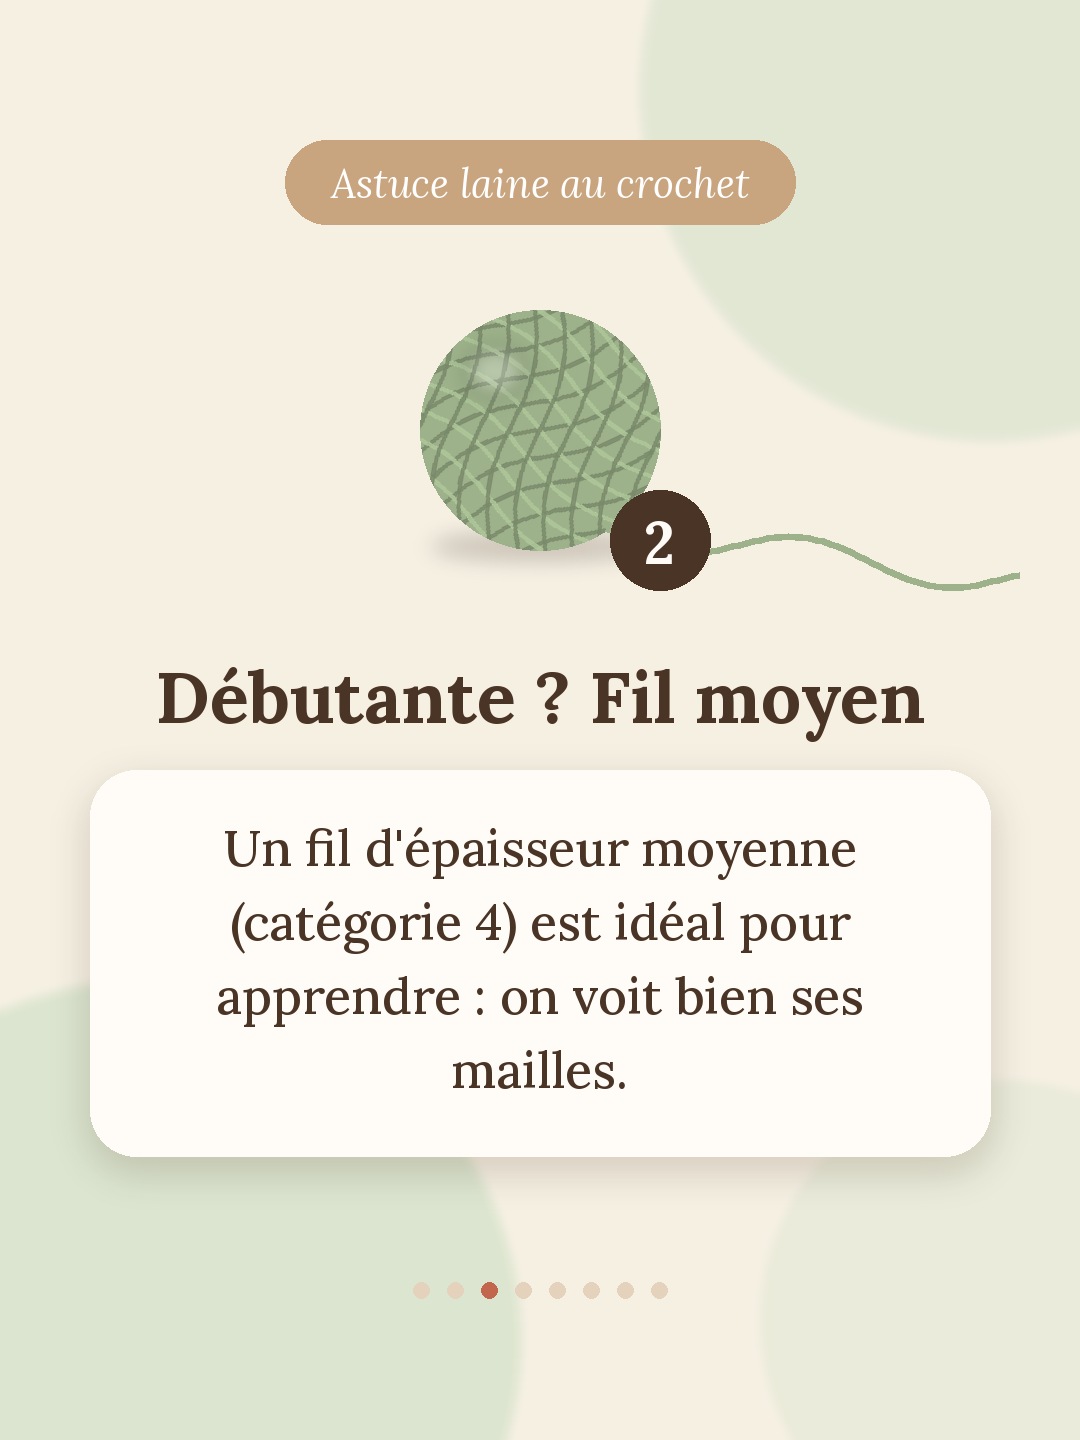 Astuce laine au crochet
2
Débutante ? Fil moyen
Un fil d'épaisseur moyenne
(catégorie 4) est idéal pour
apprendre : on voit bien ses
mailles.